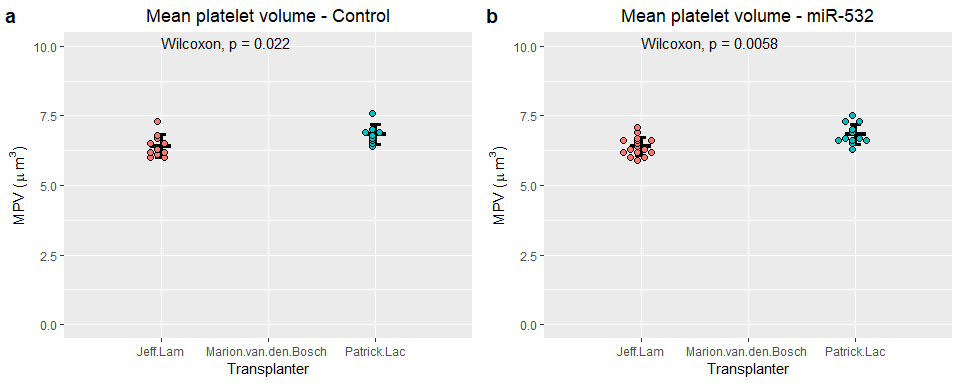 a
Mean platelet volume - Control
Wilcoxon, p = 0.022
10.0
7.5
5.0
2.5
0.0
MPV (μm³)
Jeff.Lam Marion.van.den.Bosch Patrick.Lac
Transplanter
b
Mean platelet volume - miR-532
Wilcoxon, p = 0.0058
10.0
7.5
5.0
2.5
0.0
MPV (μm³)
Jeff.Lam Marion.van.den.Bosch Patrick.Lac
Transplanter